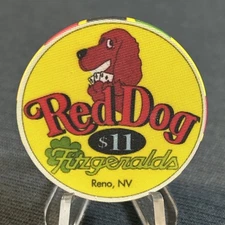 Red Dog
$11
Fitzgeralds
Reno, NV